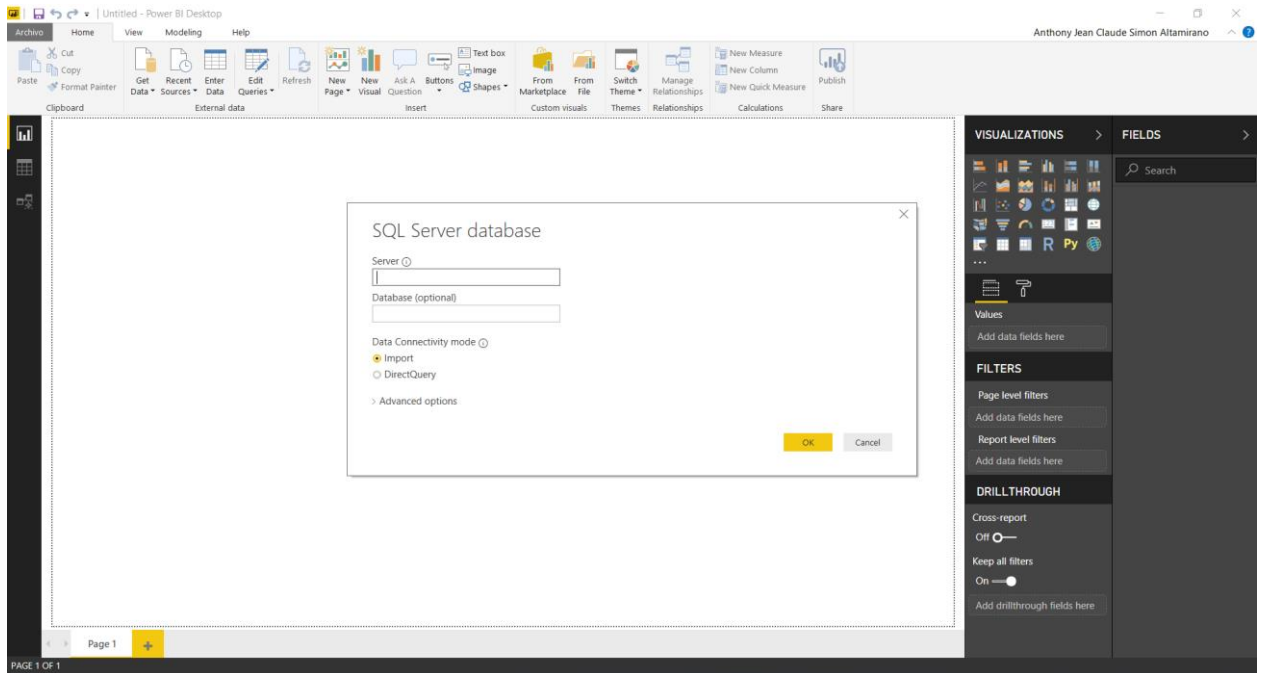 Untitled - Power BI Desktop
Archivo Home View Modeling Help Anthony Jean Claude Simon Altamirano
Paste
Cut
Copy
Format Painter
Clipboard
Get Data
Recent Sources
Enter Data
Edit Queries
Refresh
External data
New Page
New Visual
Ask A Question
Buttons
Text box
Image
Shapes
Insert
From Marketplace
From File
Custom visuals
Switch Theme
Themes
Manage Relationships
Relationships
New Measure
New Column
New Quick Measure
Calculations
Publish
Share
SQL Server database
Server
Database (optional)
Data Connectivity mode
Import
DirectQuery
Advanced options
OK Cancel
VISUALIZATIONS
R Py
...
Values
Add data fields here
FILTERS
Page level filters
Add data fields here
Report level filters
Add data fields here
DRILLTHROUGH
Cross-report
Off
Keep all filters
On
Add drillthrough fields here
FIELDS
Search
Page 1
PAGE 1 OF 1